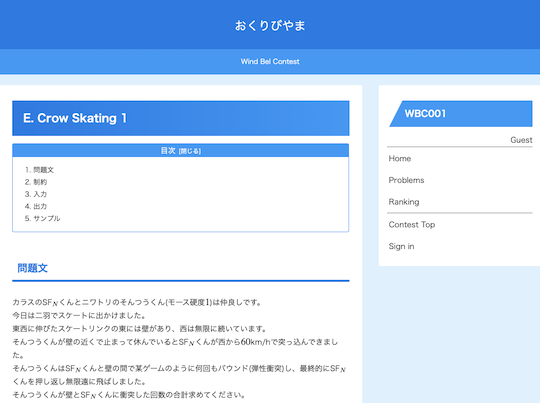 おくりびやま
Wind Bel Contest
E. Crow Skating 1
目次 [閉じる]
1. 問題文
2. 制約
3. 入力
4. 出力
5. サンプル
問題文
カラスのSFNくんとニワトリのそんつうくん(モース硬度1)は仲良しです。
今日は二羽でスケートに出かけました。
東西に伸びたスケートリンクの東には壁があり、西は無限に続いています。
そんつうくんが壁の近くで止まって休んでいるとSFNくんが西から60km/hで突っ込んできまし
た。
そんつうくんはSFNくんと壁の間で某ゲームのように何回もバウンド(弾性衝突)し、最終的にSFN
くんを押し返し無限遠に飛ばしました。
そんつうくんが壁とSFNくんに衝突した回数の合計求めてください。
WBC001
Guest
Home
Problems
Ranking
Contest Top
Sign in